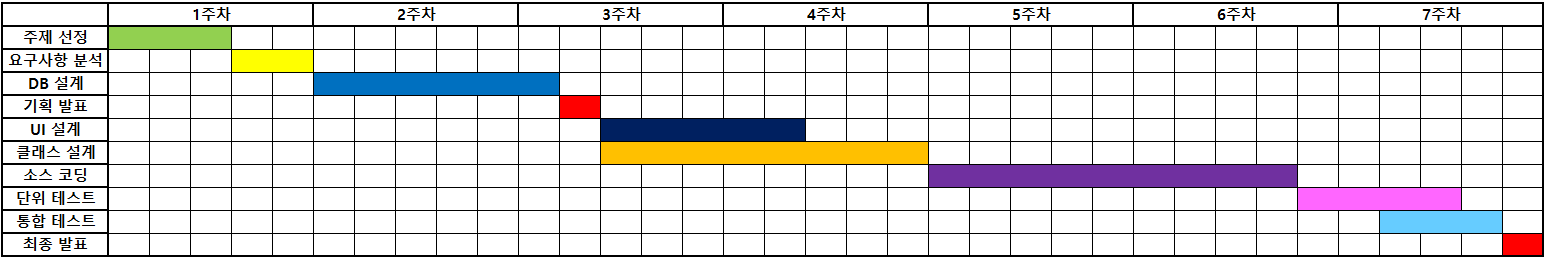 1주차 2주차 3주차 4주차 5주차 6주차 7주차
주제 선정
요구사항 분석
DB 설계
기획 발표
UI 설계
클래스 설계
소스 코딩
단위 테스트
통합 테스트
최종 발표